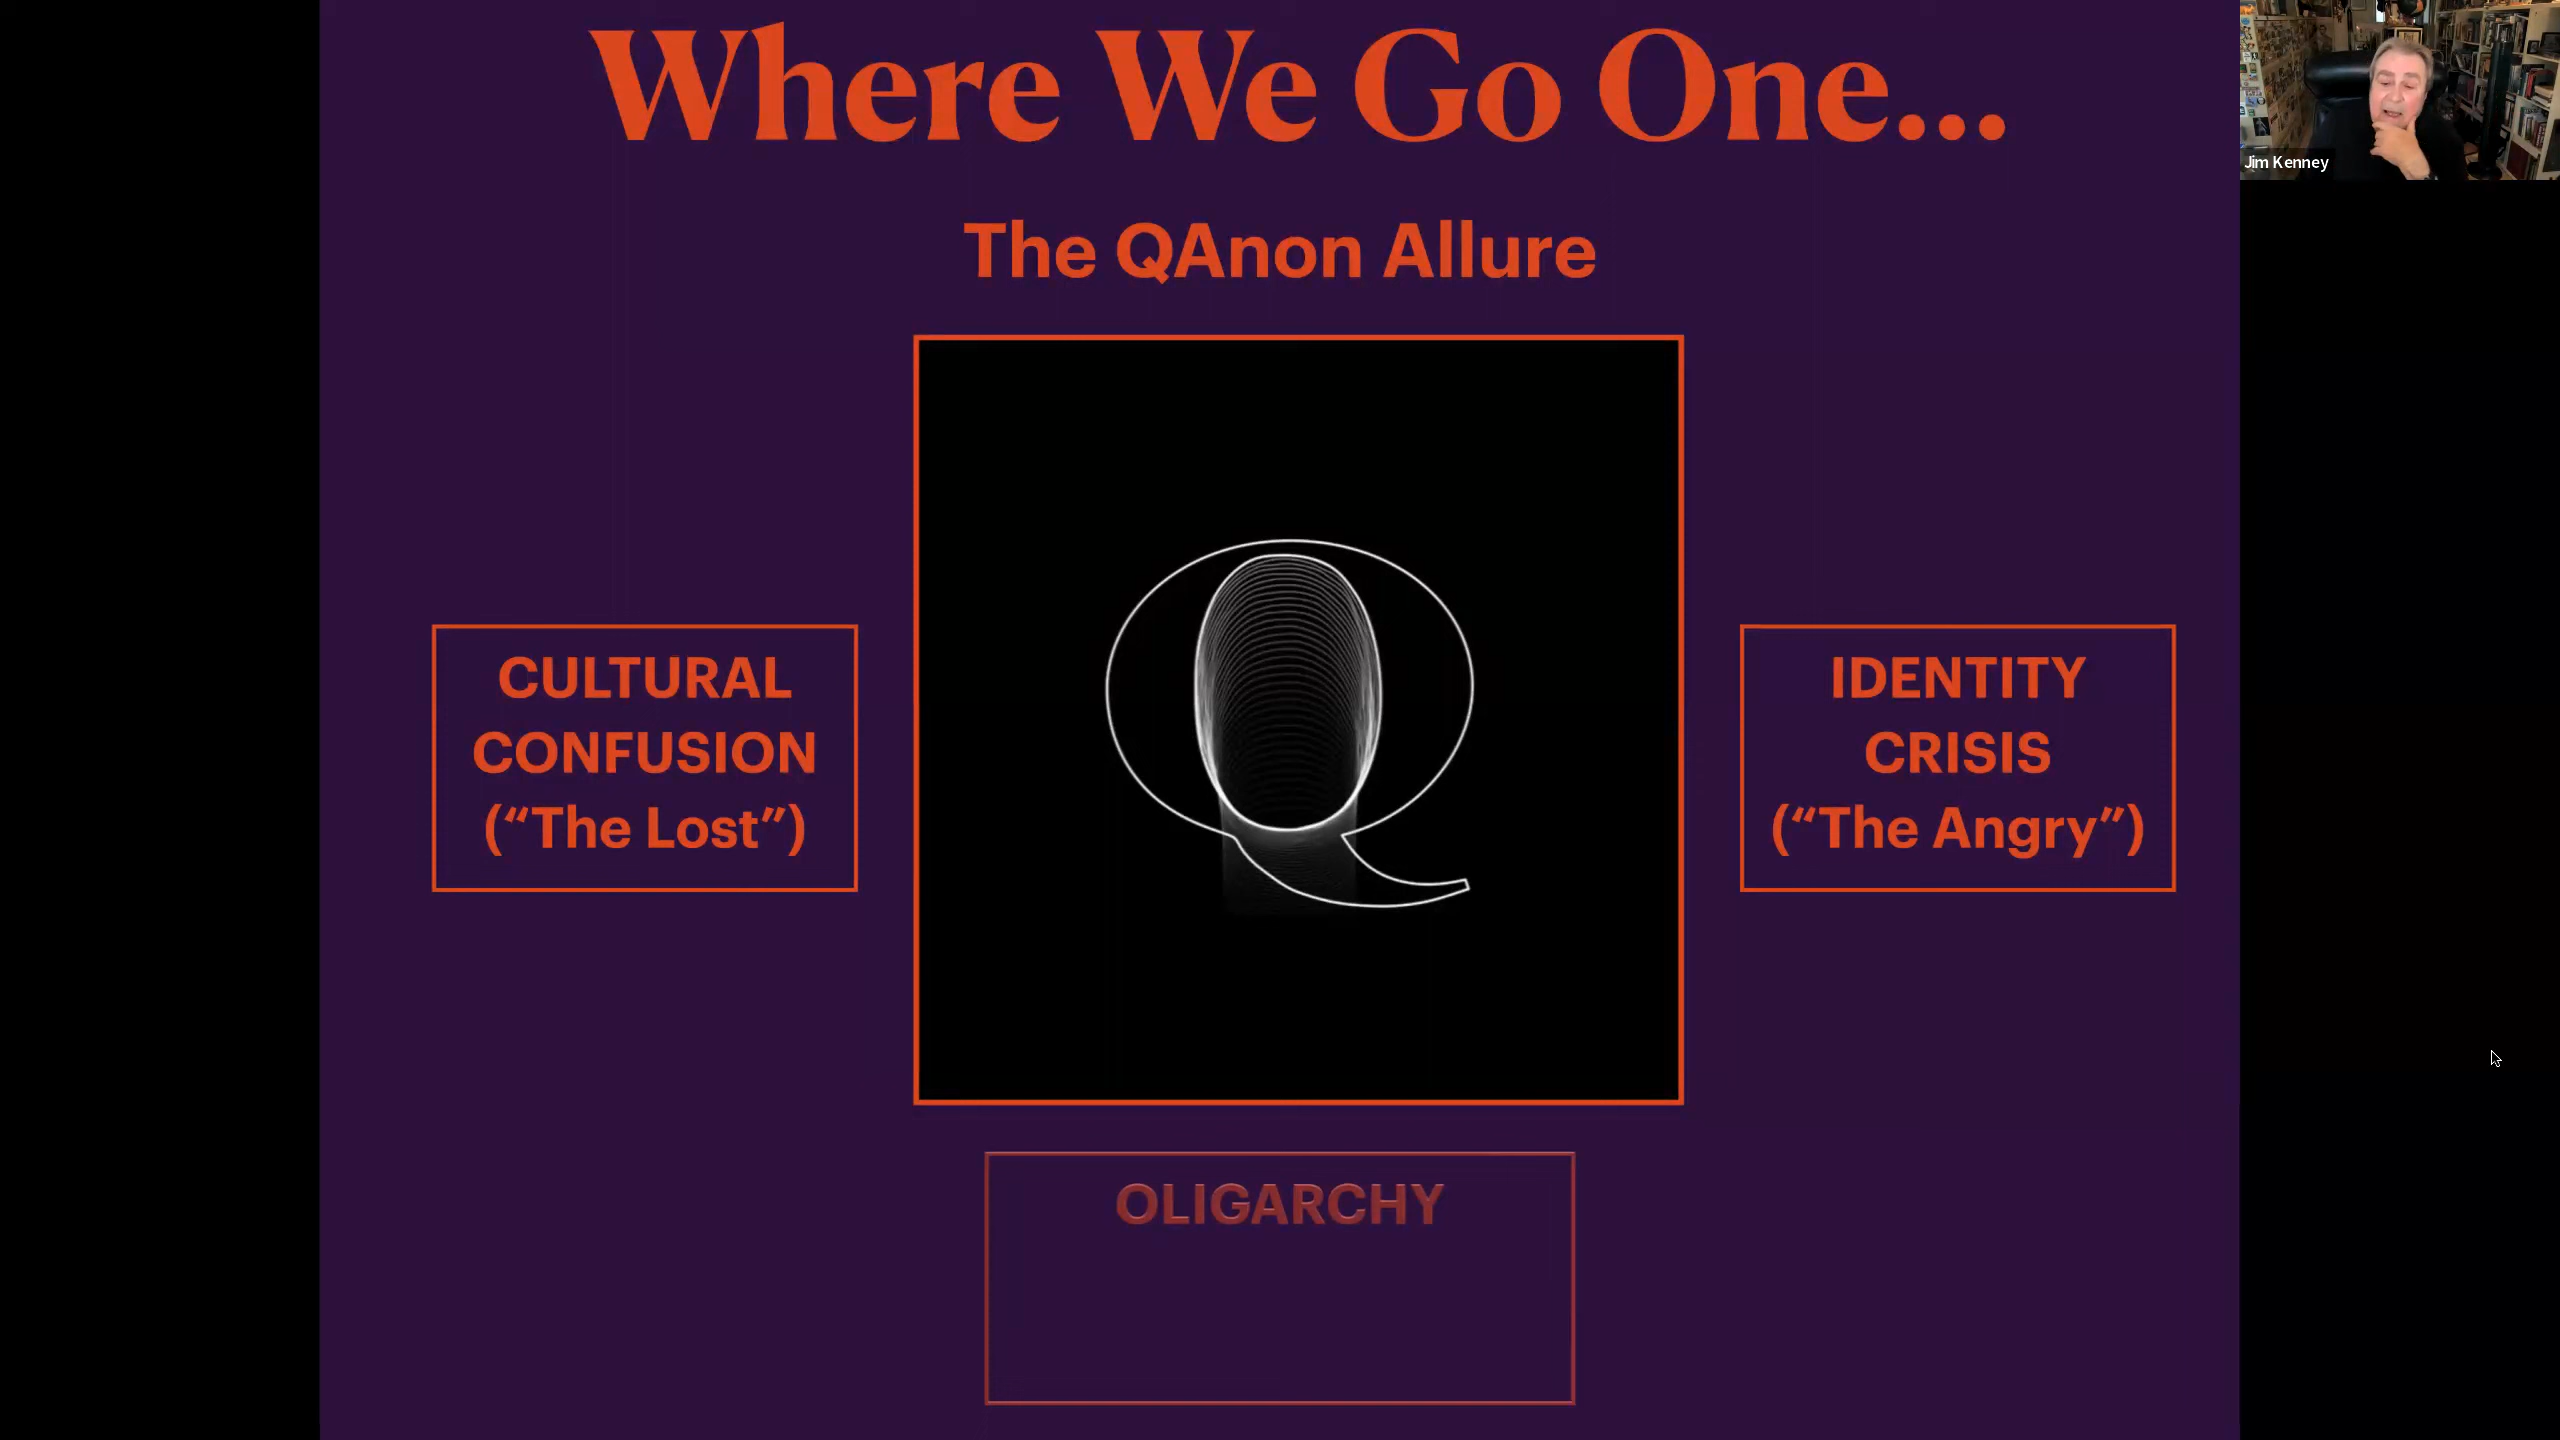 Where We Go One...
Jim Kenney
The QAnon Allure
Q
CULTURAL
CONFUSION
(“The Lost”)
IDENTITY
CRISIS
(“The Angry”)
OLIGARCHY